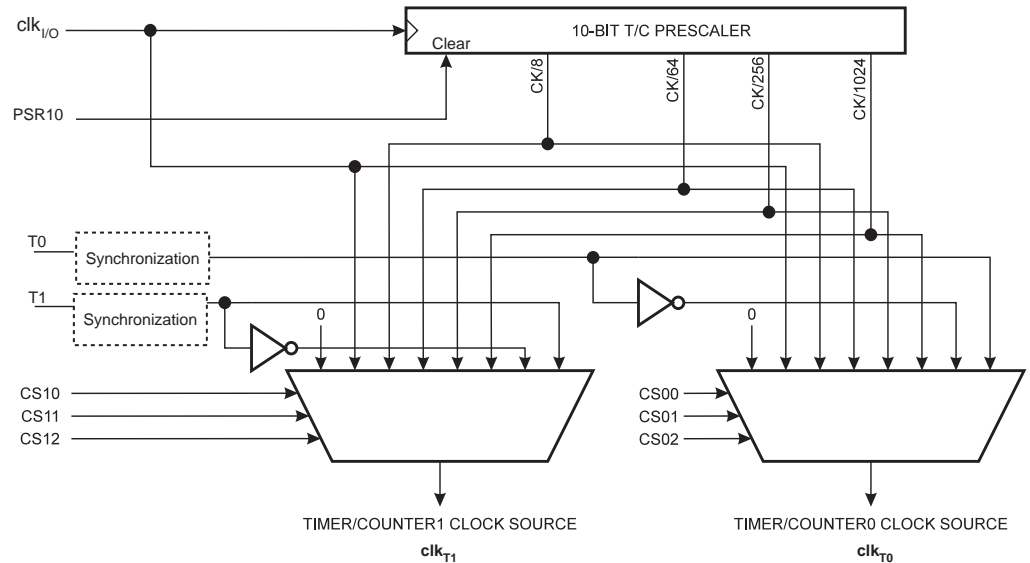 clkI/O
10-BIT T/C PRESCALER
Clear
CK/8
CK/64
CK/256
CK/1024
PSR10
T0
Synchronization
T1
Synchronization
0
0
CS10
CS11
CS12
CS00
CS01
CS02
TIMER/COUNTER1 CLOCK SOURCE
clkT1
TIMER/COUNTER0 CLOCK SOURCE
clkT0